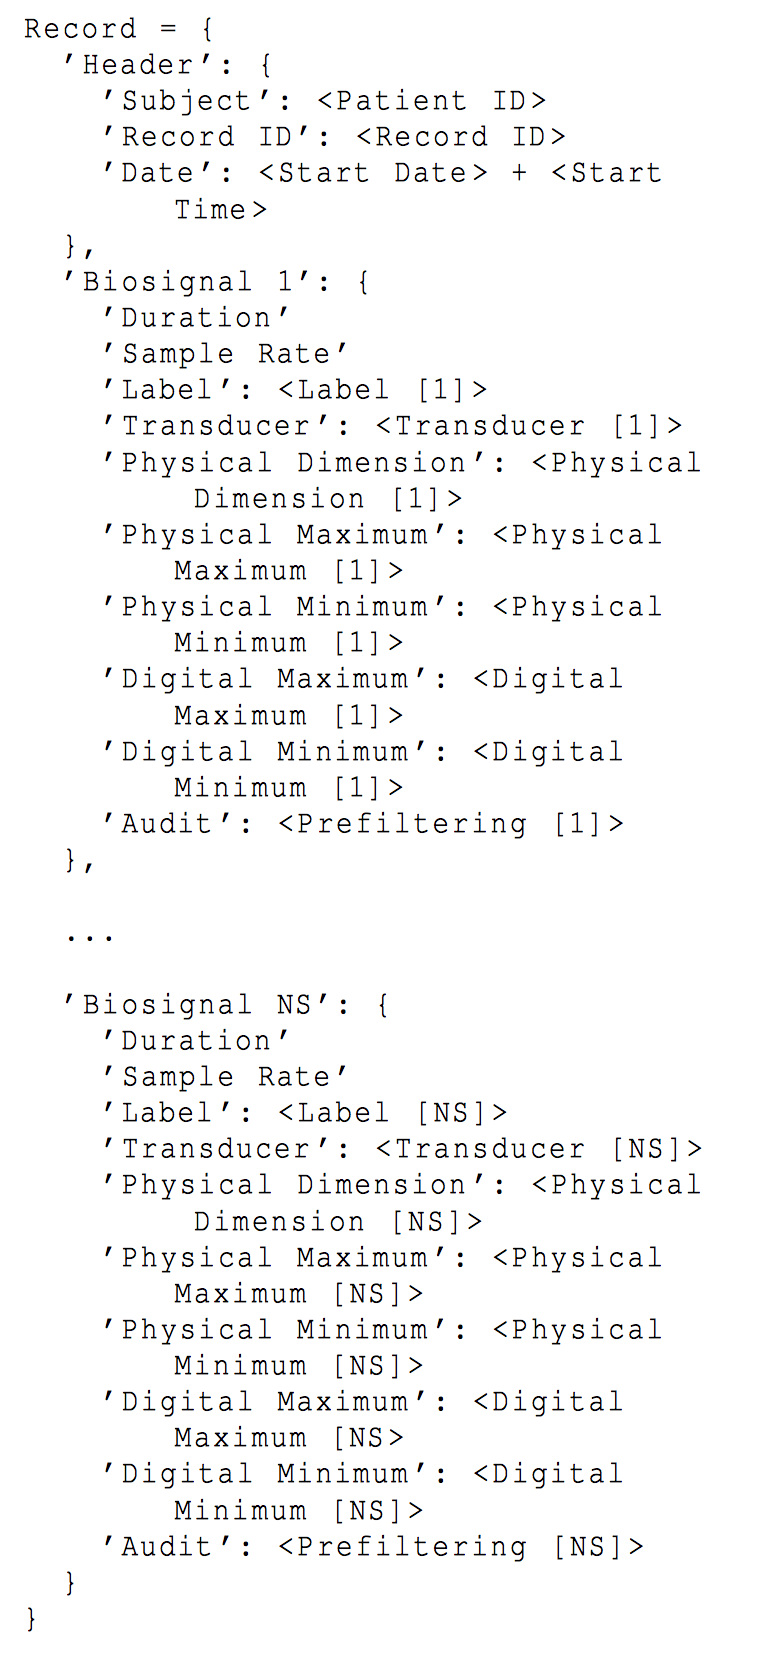 Record = {
'Header': {
'Subject': <Patient ID>
'Record ID': <Record ID>
'Date': <Start Date> + <Start
Time>
},
'Biosignal 1': {
'Duration'
'Sample Rate'
'Label': <Label [1]>
'Transducer': <Transducer [1]>
'Physical Dimension': <Physical
Dimension [1]>
'Physical Maximum': <Physical
Maximum [1]>
'Physical Minimum': <Physical
Minimum [1]>
'Digital Maximum': <Digital
Maximum [1]>
'Digital Minimum': <Digital
Minimum [1]>
'Audit': <Prefiltering [1]>
},
...
'Biosignal NS': {
'Duration'
'Sample Rate'
'Label': <Label [NS]>
'Transducer': <Transducer [NS]>
'Physical Dimension': <Physical
Dimension [NS]>
'Physical Maximum': <Physical
Maximum [NS]>
'Physical Minimum': <Physical
Minimum [NS]>
'Digital Maximum': <Digital
Maximum [NS>
'Digital Minimum': <Digital
Minimum [NS]>
'Audit': <Prefiltering [NS]>
}
}